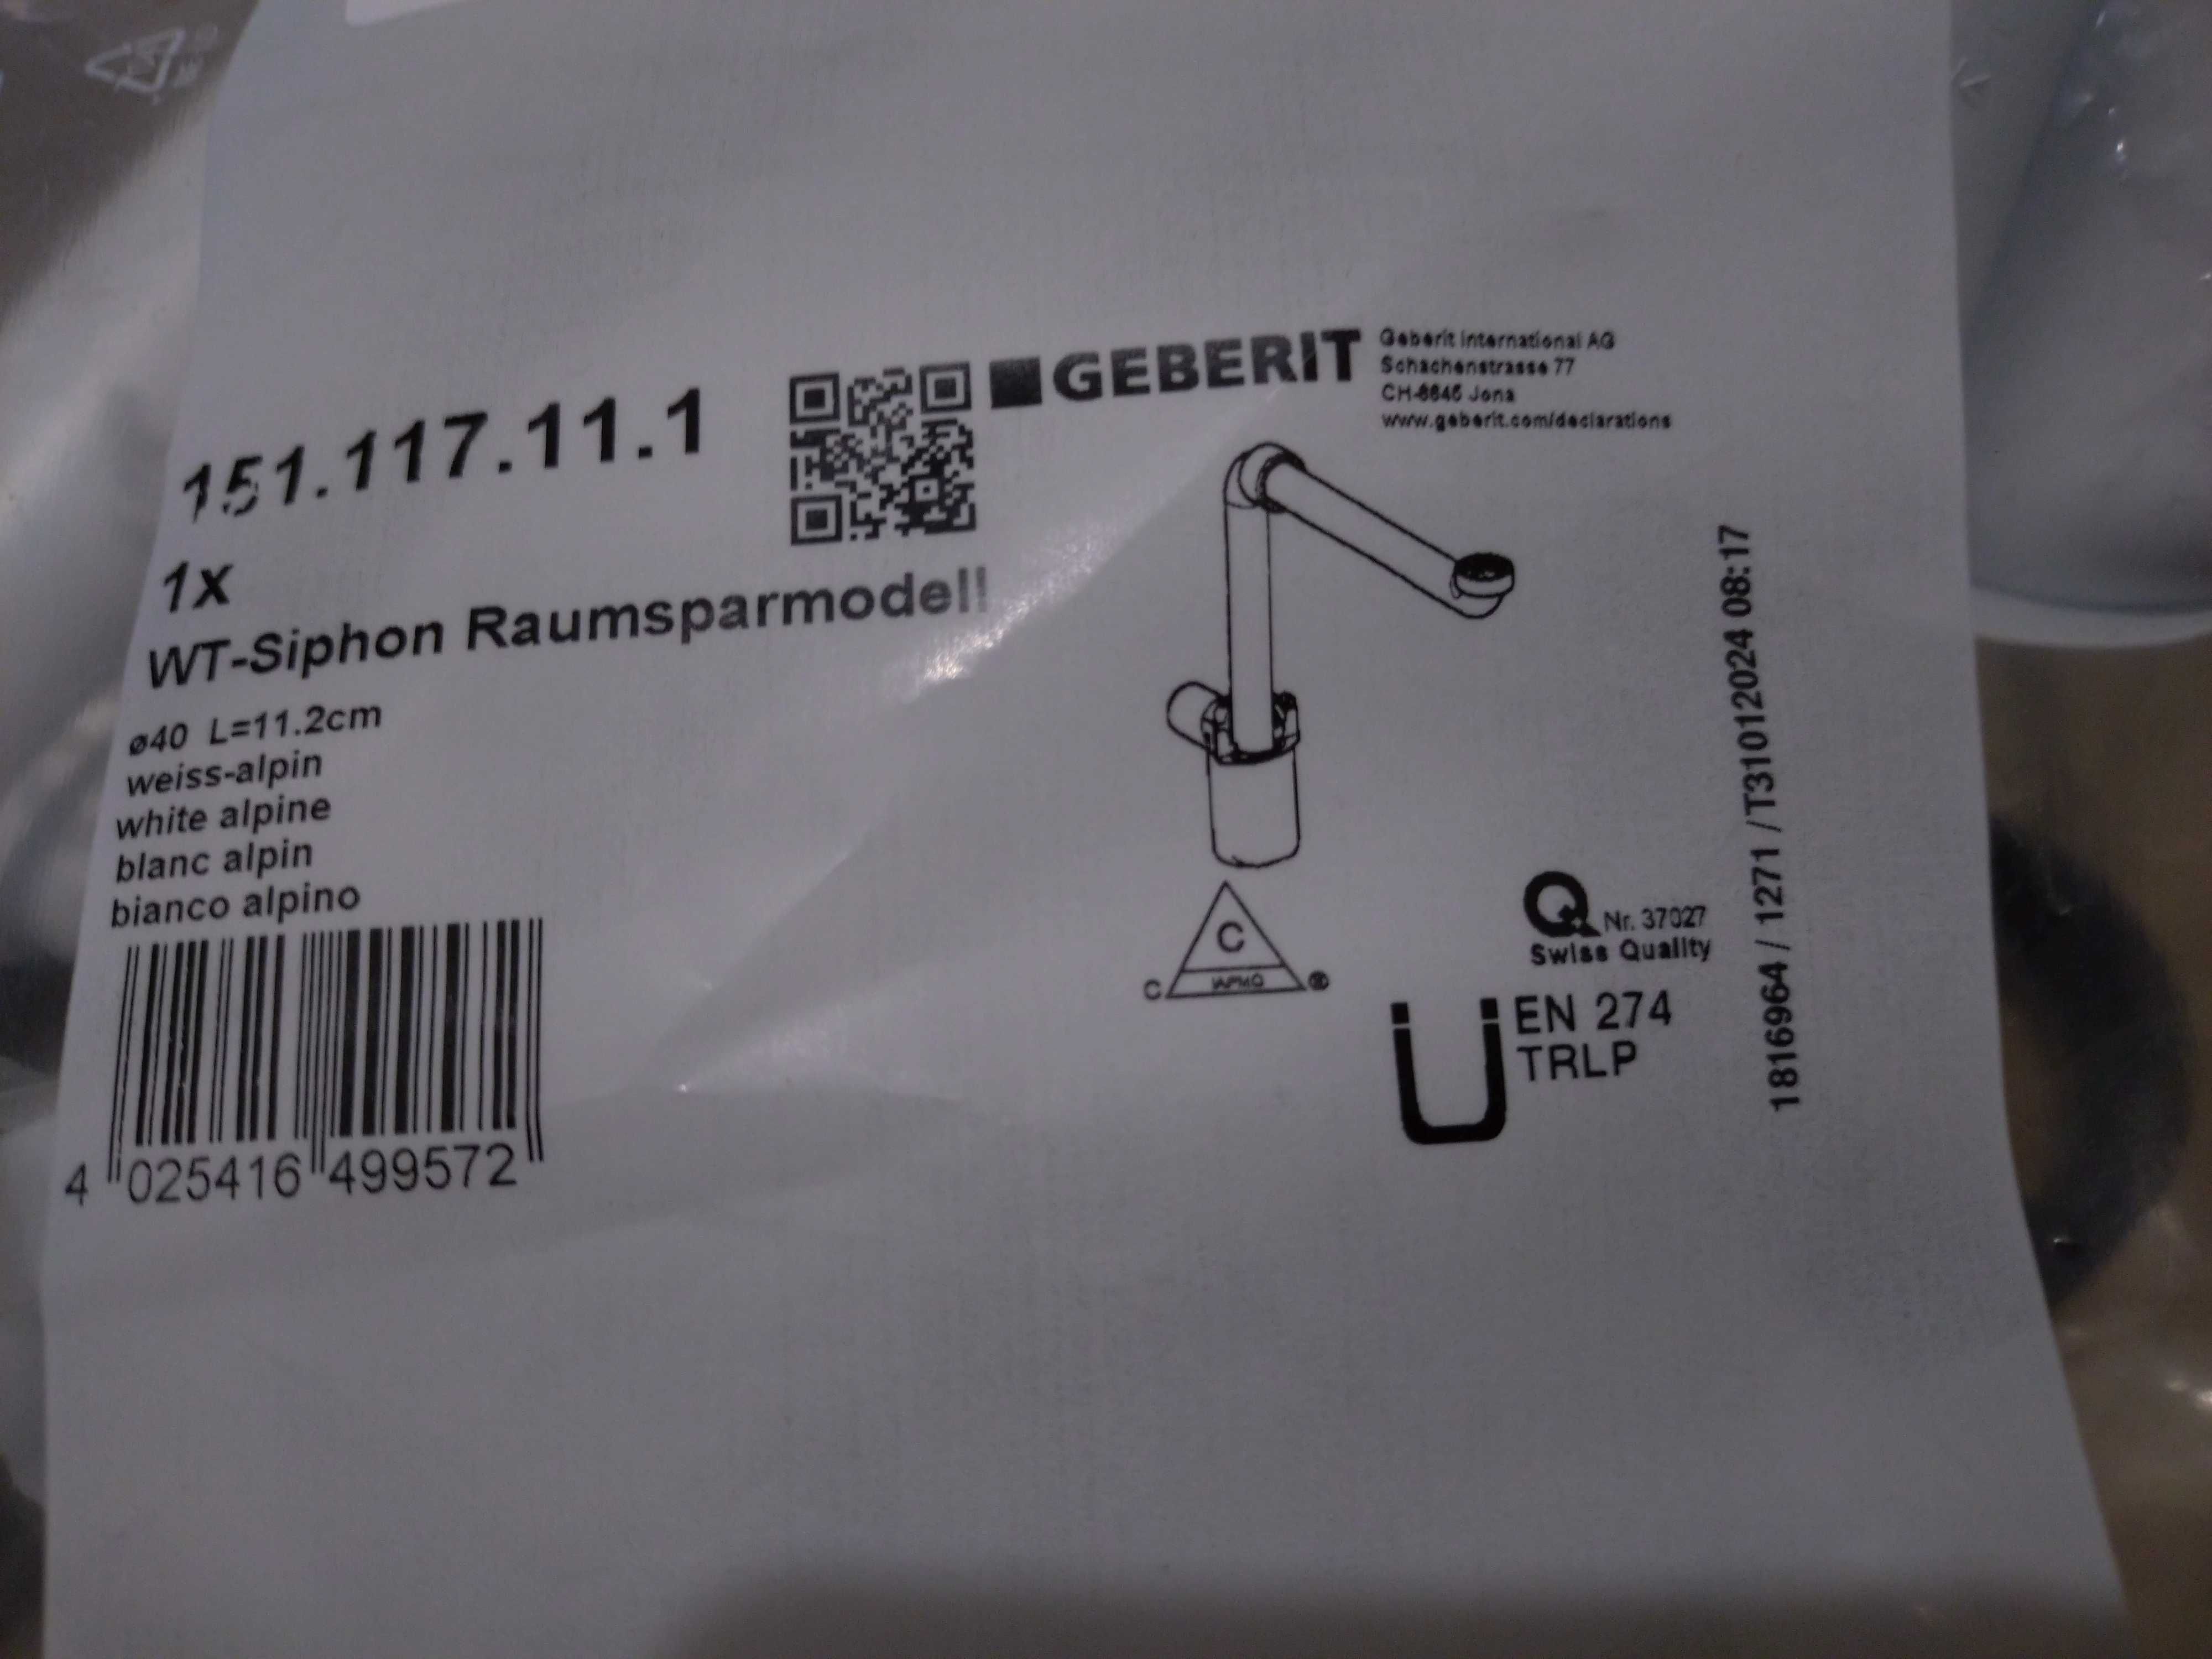 151.117.11.1
1x
WT-Siphon Raumsparmodell
ø40 L=11.2cm
weiss-alpin
white alpine
blanc alpin
bianco alpino
4 025416 499572
GEBERIT
Geberit International AG
Schachenstrasse 77
CH-8645 Jona
www.geberit.com/declarations
C
C IAPMO ®
Q Nr. 37027
Swiss Quality
EN 274
TRLP
1816964 / 1271 / T31012024 08:17